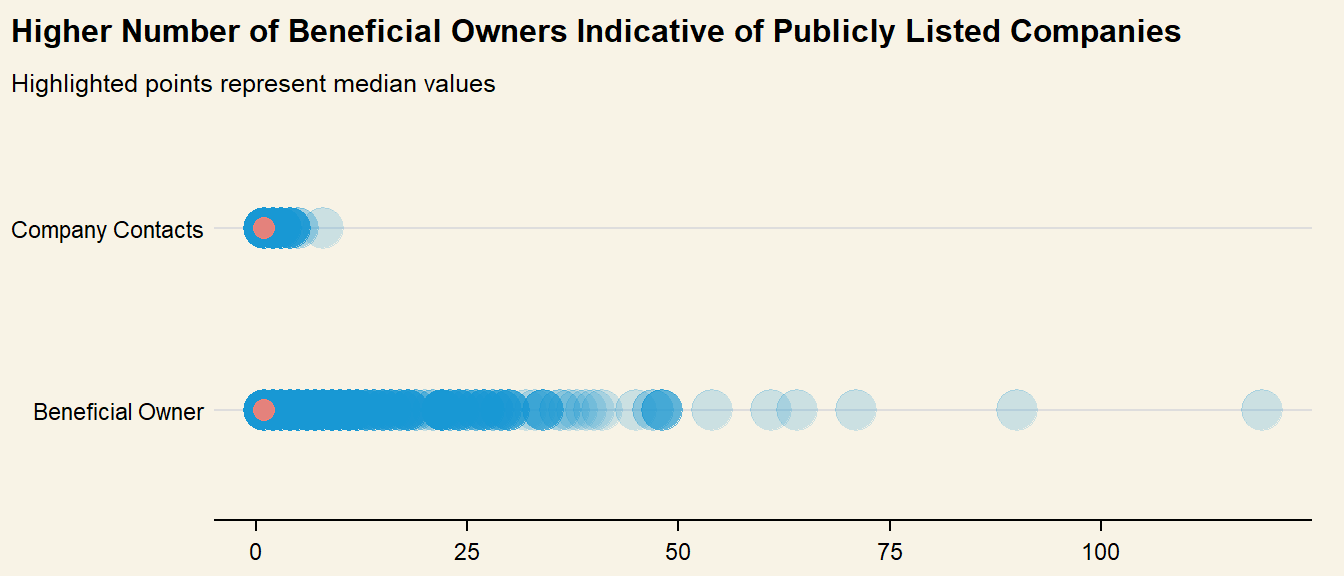 Higher Number of Beneficial Owners Indicative of Publicly Listed Companies
Highlighted points represent median values
Company Contacts
Beneficial Owner
0 25 50 75 100